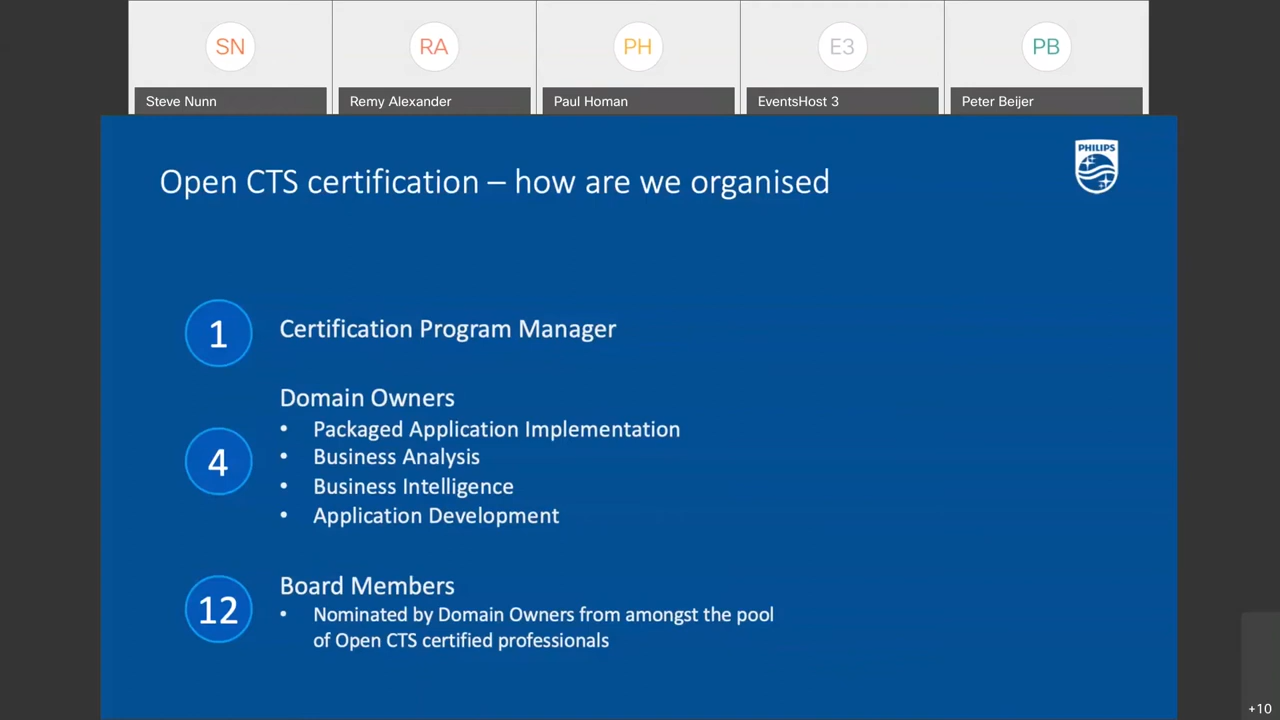 SN
RA
PH
E3
PB
Steve Nunn
Remy Alexander
Paul Homan
EventsHost 3
Peter Beijer
PHILIPS
Open CTS certification – how are we organised
1
Certification Program Manager
4
Domain Owners
• Packaged Application Implementation
• Business Analysis
• Business Intelligence
• Application Development
12
Board Members
• Nominated by Domain Owners from amongst the pool
of Open CTS certified professionals
+10